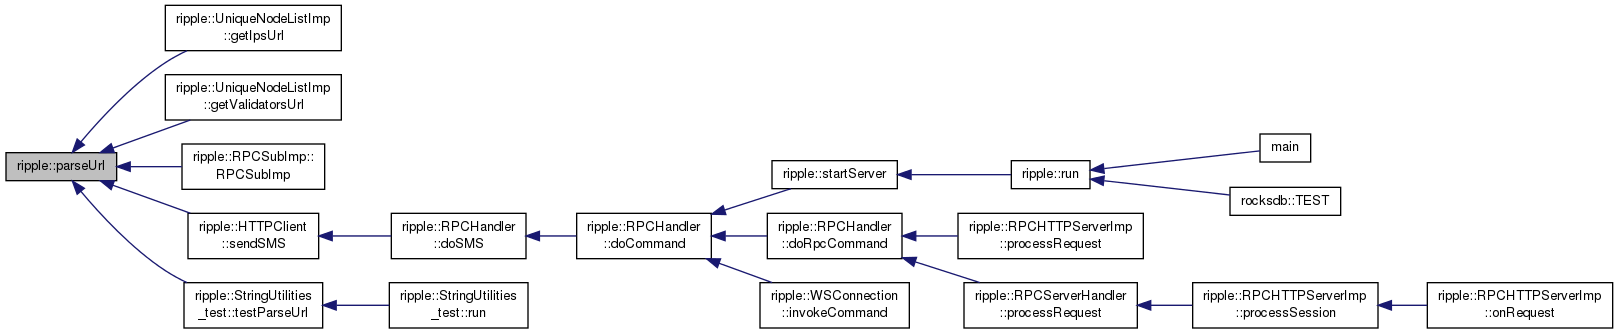 ripple::UniqueNodeListImp
::getIpsUrl
ripple::UniqueNodeListImp
::getValidatorsUrl
ripple::parseUrl
ripple::RPCSubImp::
RPCSubImp
ripple::HTTPClient
::sendSMS
ripple::StringUtilities
_test::testParseUrl
ripple::RPCHandler
::doSMS
ripple::StringUtilities
_test::run
ripple::RPCHandler
::doCommand
ripple::startServer
ripple::RPCHandler
::doRpcCommand
ripple::WSConnection
::invokeCommand
ripple::run
ripple::RPCHTTPServerImp
::processRequest
ripple::RPCServerHandler
::processRequest
main
rocksdb::TEST
ripple::RPCHTTPServerImp
::processSession
ripple::RPCHTTPServerImp
::onRequest